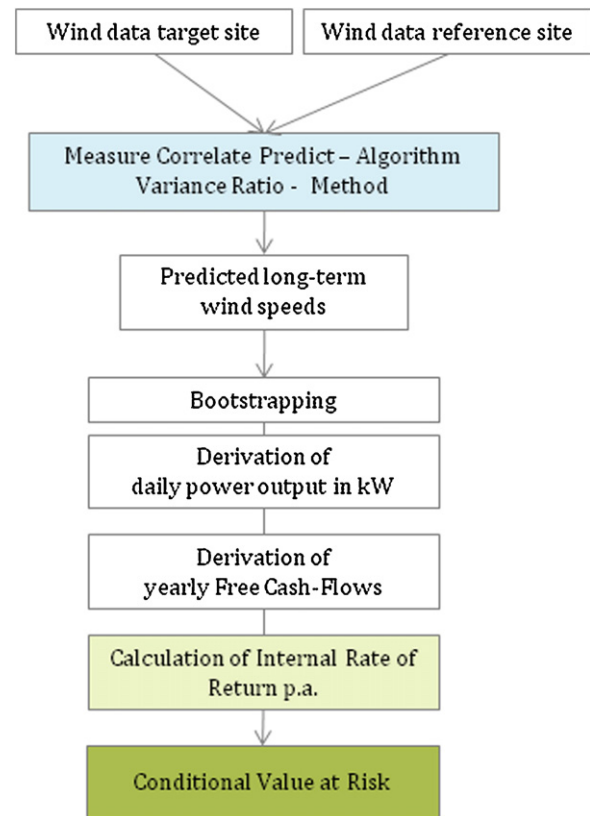 Wind data target site
Wind data reference site
Measure Correlate Predict – Algorithm
Variance Ratio - Method
Predicted long-term
wind speeds
Bootstrapping
Derivation of
daily power output in kW
Derivation of
yearly Free Cash-Flows
Calculation of Internal Rate of
Return p.a.
Conditional Value at Risk